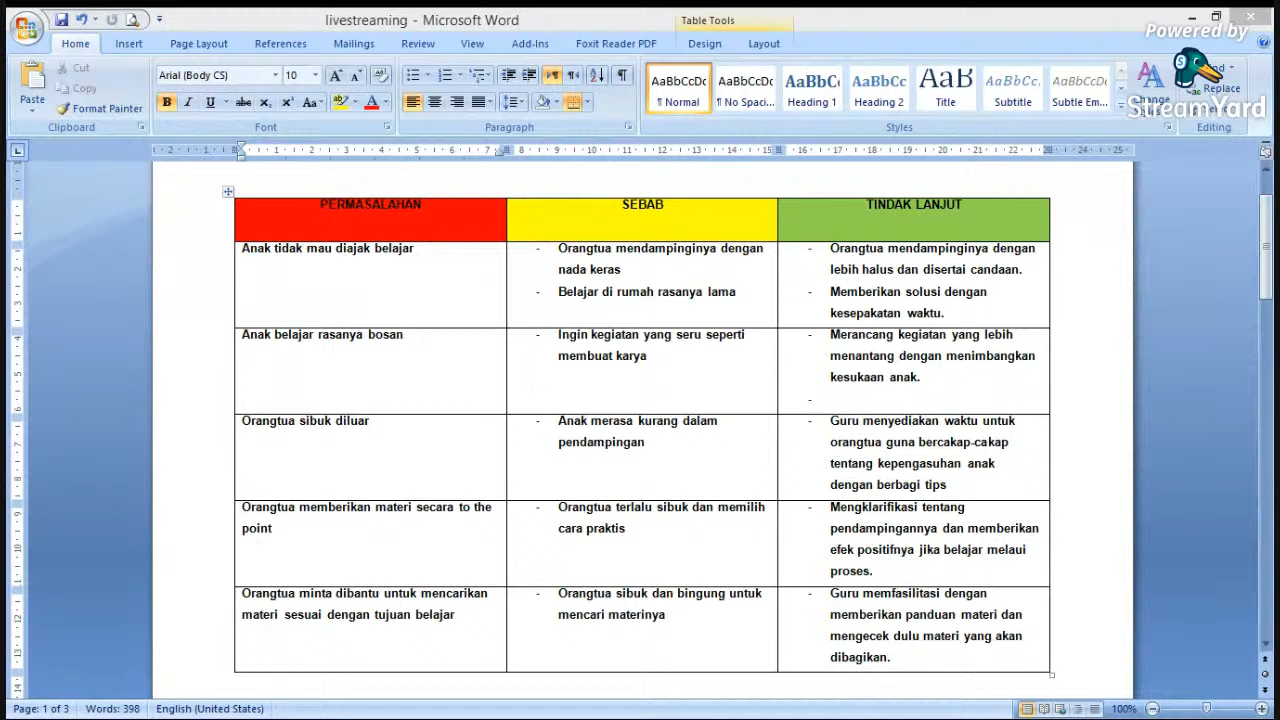 livestreaming - Microsoft Word
Table Tools
Powered by
StreamYard
Home Insert Page Layout References Mailings Review View Add-Ins Foxit Reader PDF Design Layout
Cut
Copy
Format Painter
Paste
Arial (Body CS) 10
AaBbCcDc AaBbCcDc AaBbCc AaBbCc AaB AaBbCcDc AaBbCcDc
¶ Normal ¶ No Spaci... Heading 1 Heading 2 Title Subtitle Subtle Em...
Change
Replace
Clipboard Font Paragraph Styles Editing
PERMASALAHAN SEBAB TINDAK LANJUT
Anak tidak mau diajak belajar
- Orangtua mendampinginya dengan
nada keras
- Belajar di rumah rasanya lama
- Orangtua mendampinginya dengan
lebih halus dan disertai candaan.
- Memberikan solusi dengan
kesepakatan waktu.
Anak belajar rasanya bosan
- Ingin kegiatan yang seru seperti
membuat karya
- Merancang kegiatan yang lebih
menantang dengan menimbangkan
kesukaan anak.
-
Orangtua sibuk diluar
- Anak merasa kurang dalam
pendampingan
- Guru menyediakan waktu untuk
orangtua guna bercakap-cakap
tentang kepengasuhan anak
dengan berbagi tips
Orangtua memberikan materi secara to the
point
- Orangtua terlalu sibuk dan memilih
cara praktis
- Mengklarifikasi tentang
pendampingannya dan memberikan
efek positifnya jika belajar melaui
proses.
Orangtua minta dibantu untuk mencarikan
materi sesuai dengan tujuan belajar
- Orangtua sibuk dan bingung untuk
mencari materinya
- Guru memfasilitasi dengan
memberikan panduan materi dan
mengecek dulu materi yang akan
dibagikan.
Page: 1 of 3 Words: 398 English (United States) 100%